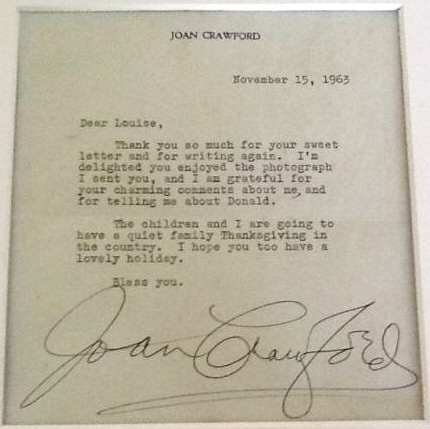 JOAN CRAWFORD
November 15, 1963
Dear Louise,
Thank you so much for your sweet
letter and for writing again. I'm
delighted you enjoyed the photograph
I sent you, and I am grateful for
your charming comments about me, and
for telling me about Donald.
The children and I are going to
have a quiet family Thanksgiving in
the country. I hope you too have a
lovely holiday.
Bless you.
Joan Crawford